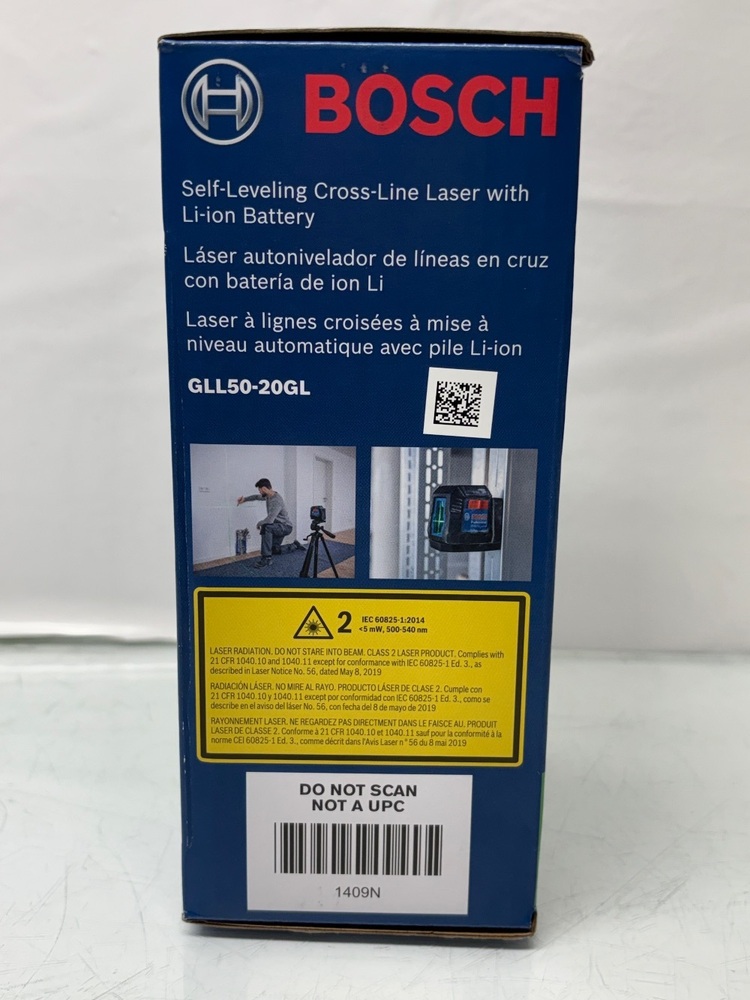 BOSCH
Self-Leveling Cross-Line Laser with
Li-ion Battery
Láser autonivelador de líneas en cruz
con batería de ion Li
Laser à lignes croisées à mise à
niveau automatique avec pile Li-ion
GLL50-20GL
2 IEC 60825-1:2014
<5 mW, 500-540 nm
LASER RADIATION. DO NOT STARE INTO BEAM. CLASS 2 LASER PRODUCT. Complies with
21 CFR 1040.10 and 1040.11 except for conformance with IEC 60825-1 Ed. 3., as
described in Laser Notice No. 56, dated May 8, 2019
RADIACIÓN LÁSER. NO MIRE AL RAYO. PRODUCTO LÁSER DE CLASE 2. Cumple con
21 CFR 1040.10 y 1040.11 except por conformidad con IEC 60825-1 Ed. 3., como se
describe en el aviso del láser No. 56, con fecha del 8 de mayo de 2019
RAYONNEMENT LASER. NE REGARDEZ PAS DIRECTMENT DANS LE FAISCE AU. PRODUIT
LASER DE CLASSE 2. Conforme à 21 CFR 1040.10 et 1040.11 sauf pour la conformité à la
norme CEI 60825-1 Ed. 3., comme décrit dans l'Avis Laser n° 56 du 8 mai 2019
DO NOT SCAN
NOT A UPC
1409N